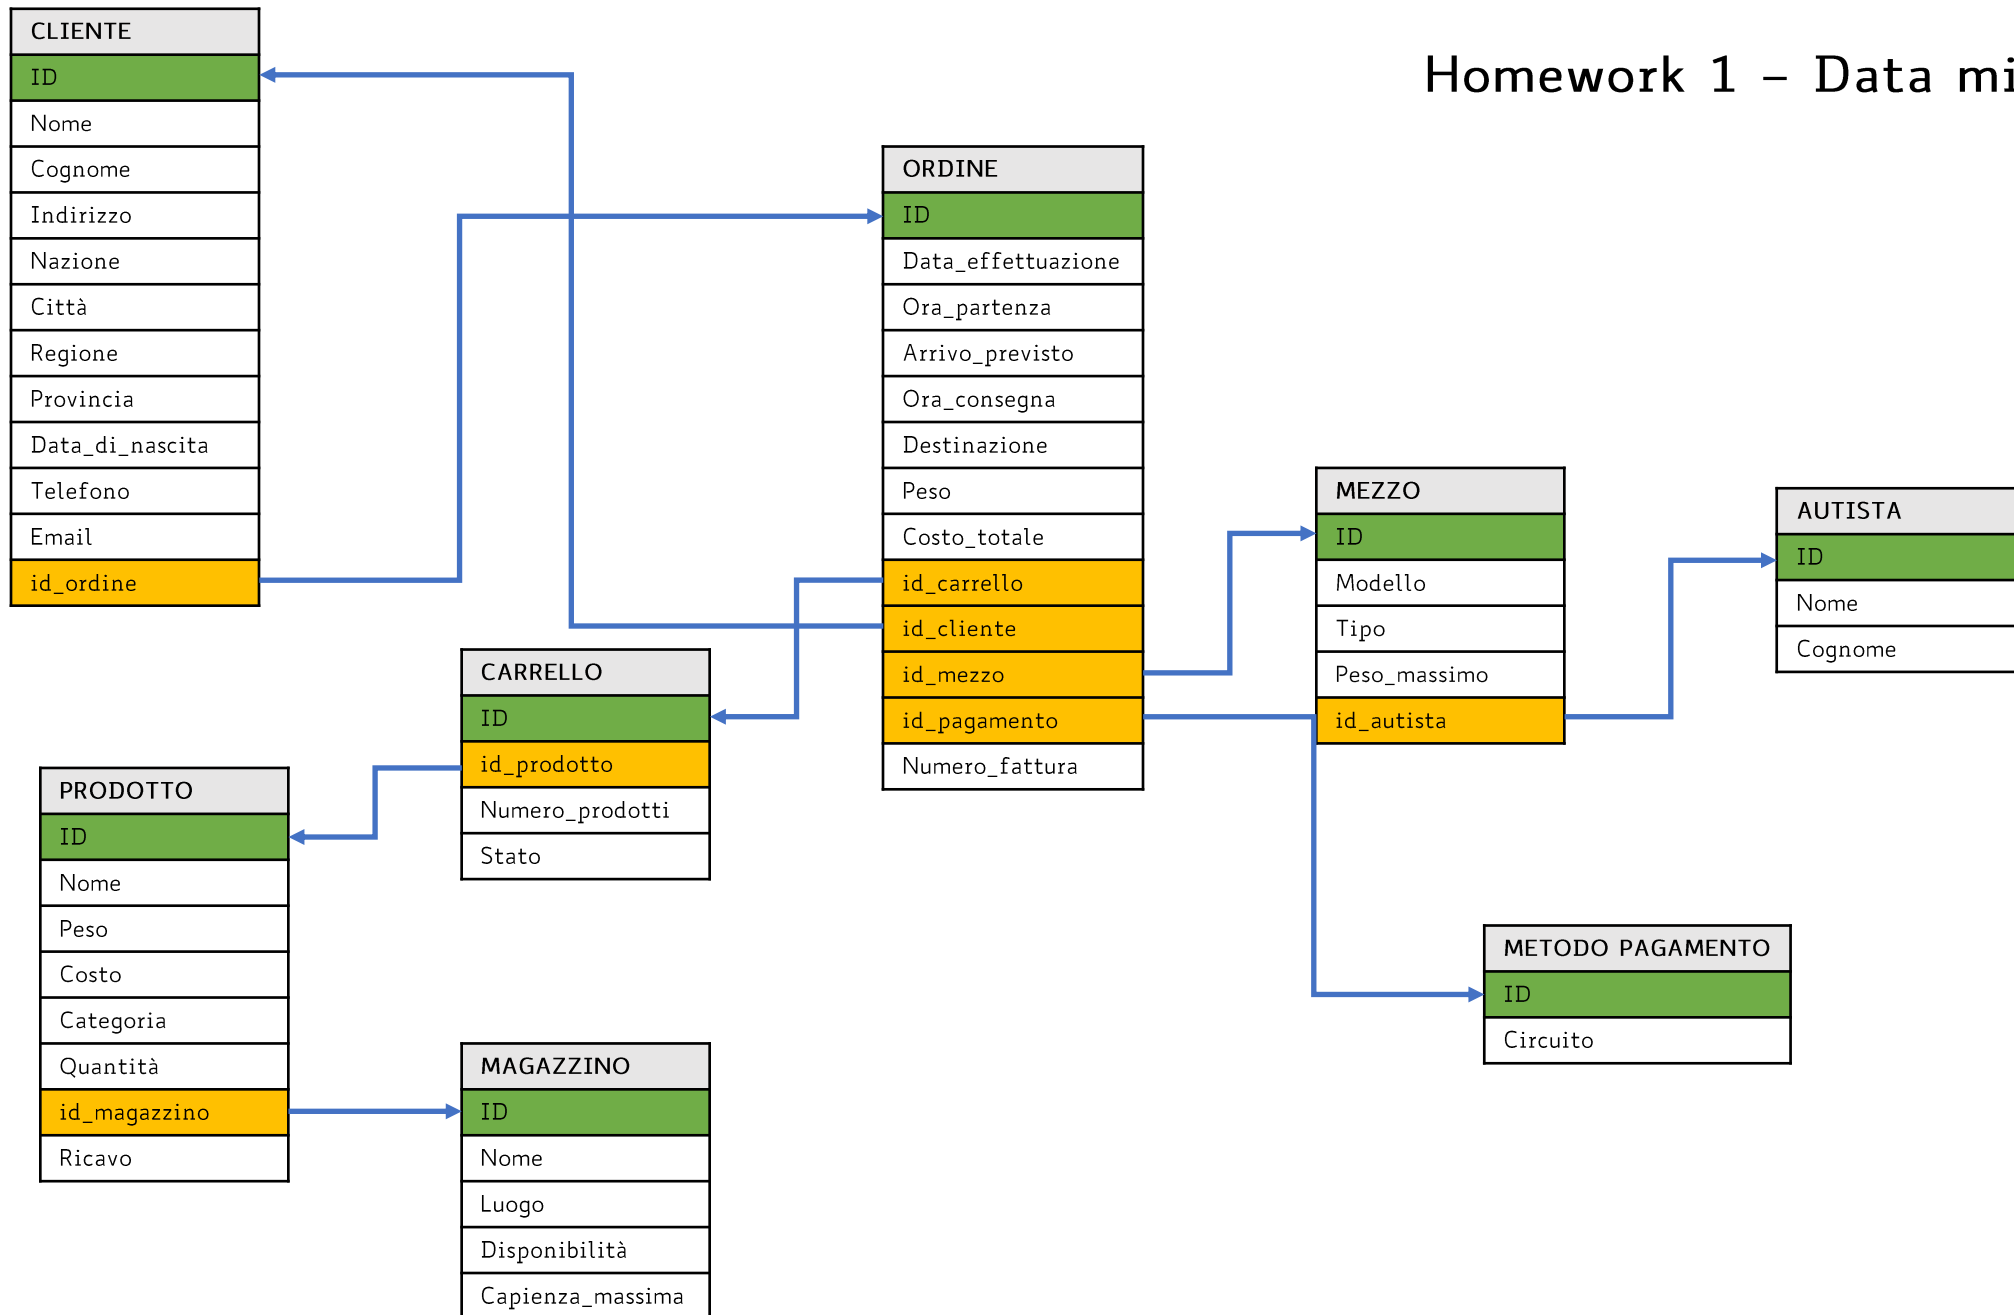 Homework 1 – Data mi
CLIENTE
ID
Nome
Cognome
Indirizzo
Nazione
Città
Regione
Provincia
Data_di_nascita
Telefono
Email
id_ordine
ORDINE
ID
Data_effettuazione
Ora_partenza
Arrivo_previsto
Ora_consegna
Destinazione
Peso
Costo_totale
id_carrello
id_cliente
id_mezzo
id_pagamento
Numero_fattura
MEZZO
ID
Modello
Tipo
Peso_massimo
id_autista
AUTISTA
ID
Nome
Cognome
CARRELLO
ID
id_prodotto
Numero_prodotti
Stato
PRODOTTO
ID
Nome
Peso
Costo
Categoria
Quantità
id_magazzino
Ricavo
MAGAZZINO
ID
Nome
Luogo
Disponibilità
Capienza_massima
METODO PAGAMENTO
ID
Circuito